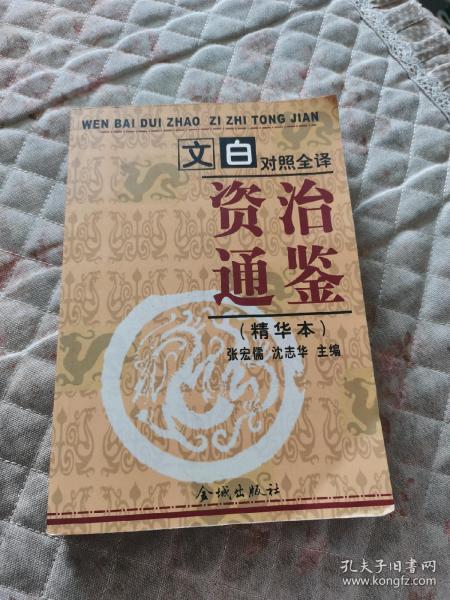 WEN BAI DUI ZHAO ZI ZHI TONG JIAN
文白对照全译
资治
通鉴
(精华本)
张宏儒 沈志华 主编
金城出版社
孔夫子旧书网
www.kongfz.com